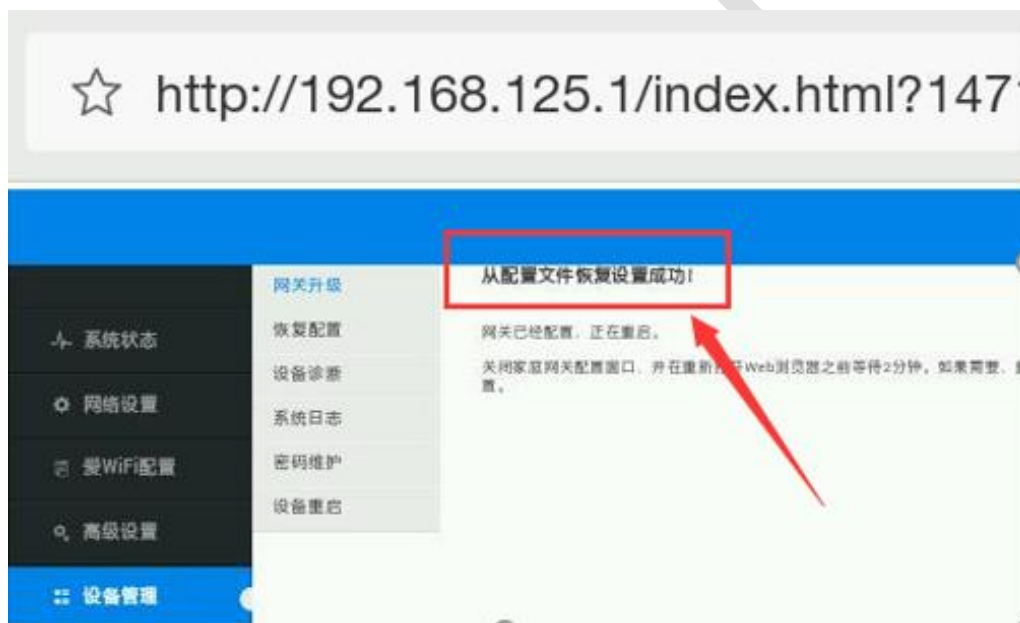 http://192.168.125.1/index.html?147
从配置文件恢复设置成功！
网关升级
恢复配置
网关已经配置，正在重启。
关闭家庭网关配置窗口，并在重新打开Web浏览器之前等待2分钟。如果需要，
置。
设备诊断
系统日志
密码维护
设备重启
系统状态
网络设置
爱WiFi配置
高级设置
设备管理